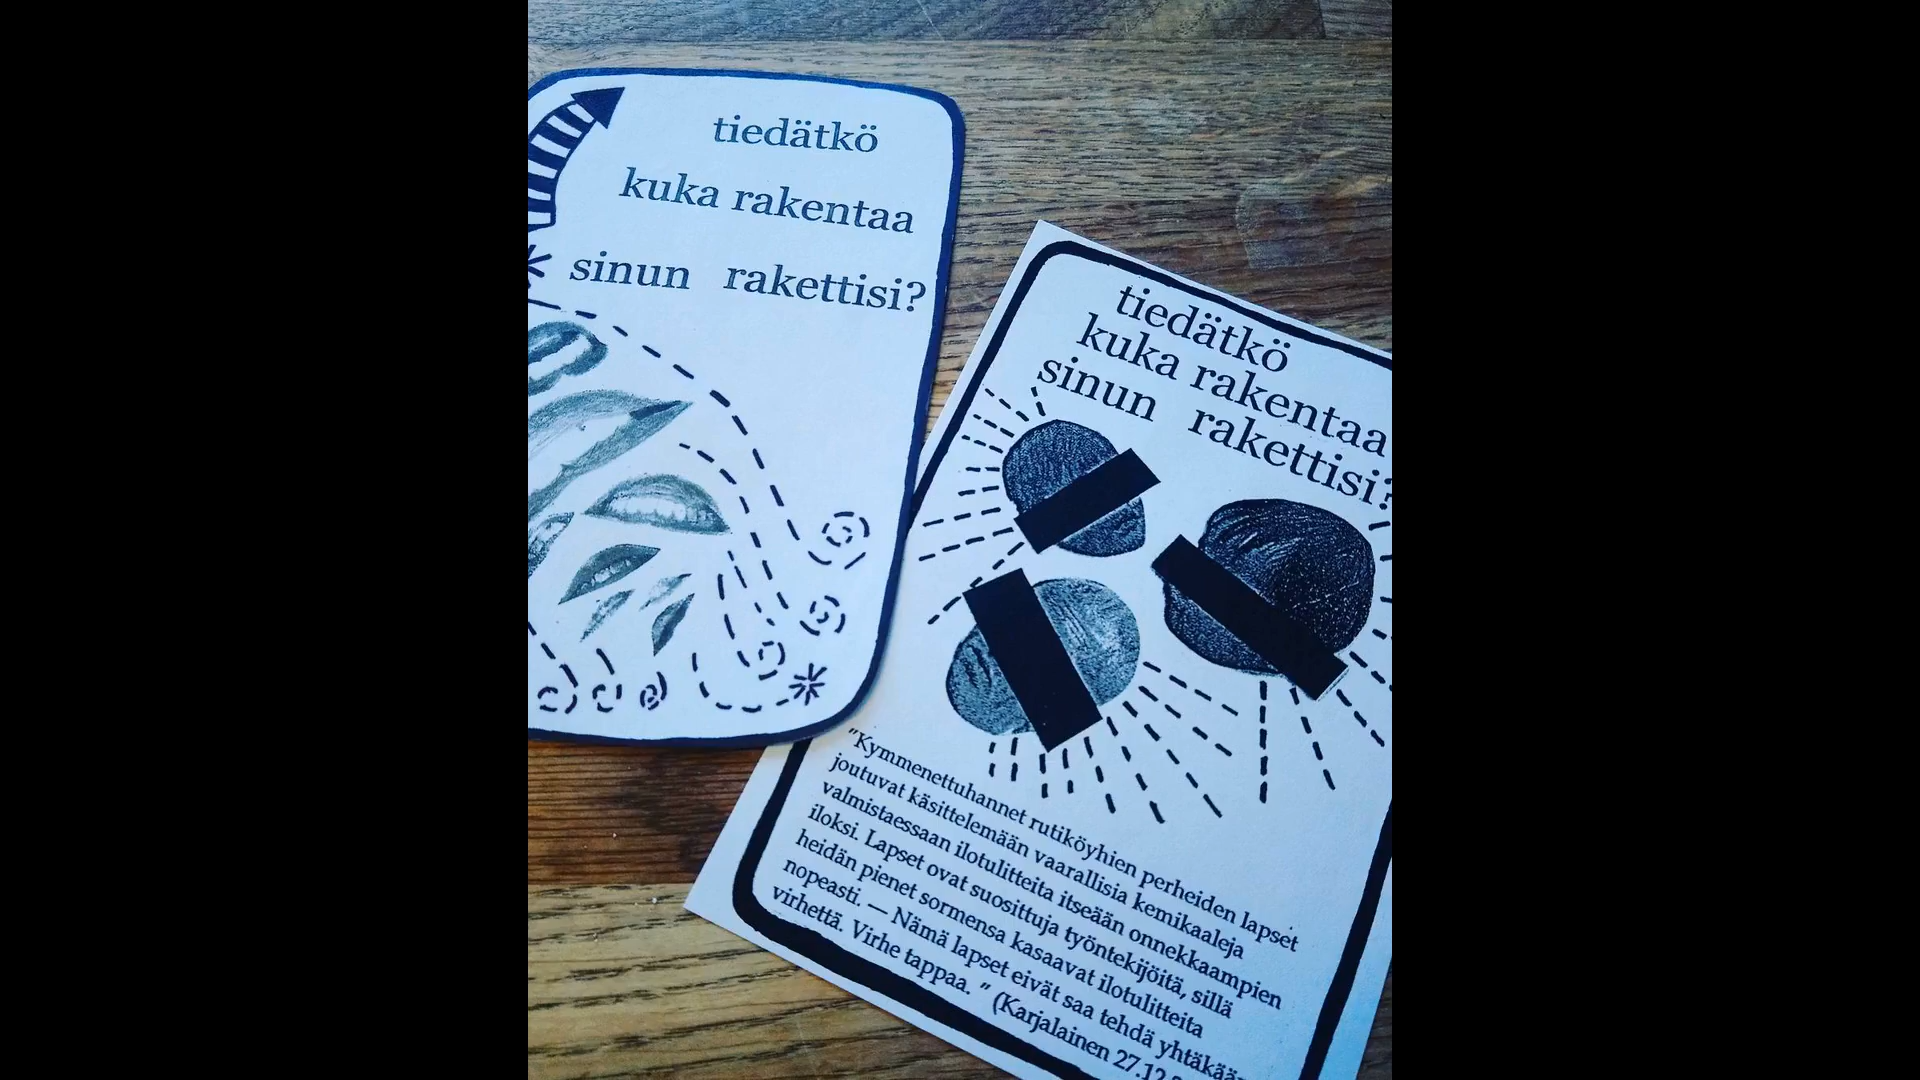 tiedätkö
kuka rakentaa
sinun rakettisi?
tiedätkö
kuka rakentaa
sinun rakettisi?
"Kymmenettuhannet rutiköyhien perheiden lapset
joutuvat käsittelemään vaarallisia kemikaaleja
valmistaessaan ilotulitteita itseään onnekkaampien
iloksi. Lapset ovat suosittuja työntekijöitä, sillä
heidän pienet sormensa kasaavat ilotulitteita
nopeasti. — Nämä lapset eivät saa tehdä yhtäkään
virhettä. Virhe tappaa. " (Karjalainen 27.12.